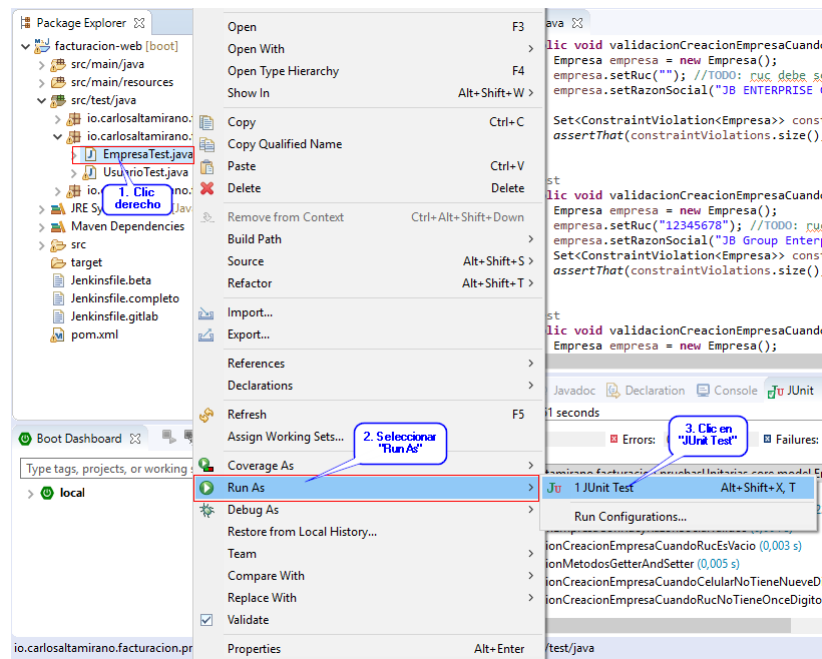 Package Explorer
facturacion-web [boot]
src/main/java
src/main/resources
src/test/java
io.carlosaltamirano.
io.carlosaltamirano.
EmpresaTest.java
UsuarioTest.java
1. Clic
derecho
JRE Sy
Maven Dependencies
src
target
Jenkinsfile.beta
Jenkinsfile.completo
Jenkinsfile.gitlab
pom.xml
Boot Dashboard
Type tags, projects, or working
local
Open F3
Open With
Open Type Hierarchy F4
Show In Alt+Shift+W
Copy Ctrl+C
Copy Qualified Name
Paste Ctrl+V
Delete Delete
Remove from Context Ctrl+Alt+Shift+Down
Build Path
Source Alt+Shift+S
Refactor Alt+Shift+T
Import...
Export...
References
Declarations
Refresh F5
Assign Working Sets...
2. Seleccionar
"Run As"
Coverage As
Run As
Debug As
Restore from Local History...
Team
Compare With
Replace With
Validate
Properties Alt+Enter
ava
lic void validacionCreacionEmpresaCuand
Empresa empresa = new Empresa();
empresa.setRuc(""); //TODO: ruc debe se
empresa.setRazonSocial("JB ENTERPRISE
Set<ConstraintViolation<Empresa>> const
assertThat(constraintViolations.size()
st
lic void validacionCreacionEmpresaCuand
Empresa empresa = new Empresa();
empresa.setRuc("12345678"); //TODO: ruc
empresa.setRazonSocial("JB Group Enterp
Set<ConstraintViolation<Empresa>> const
assertThat(constraintViolations.size()
st
lic void validacionCreacionEmpresaCuand
Empresa empresa = new Empresa();
Javadoc Declaration Console JUnit
1 seconds
Errors: Failures:
3. Clic en
"JUnit Test"
1 JUnit Test Alt+Shift+X, T
Run Configurations...
ionCreacionEmpresaCuandoRucEsVacio (0,003 s)
ionMetodosGetterAndSetter (0,005 s)
ionCreacionEmpresaCuandoCelularNoTieneNueveD
ionCreacionEmpresaCuandoRucNoTieneOnceDigito
io.carlosaltamirano.facturacion.pr
/test/java